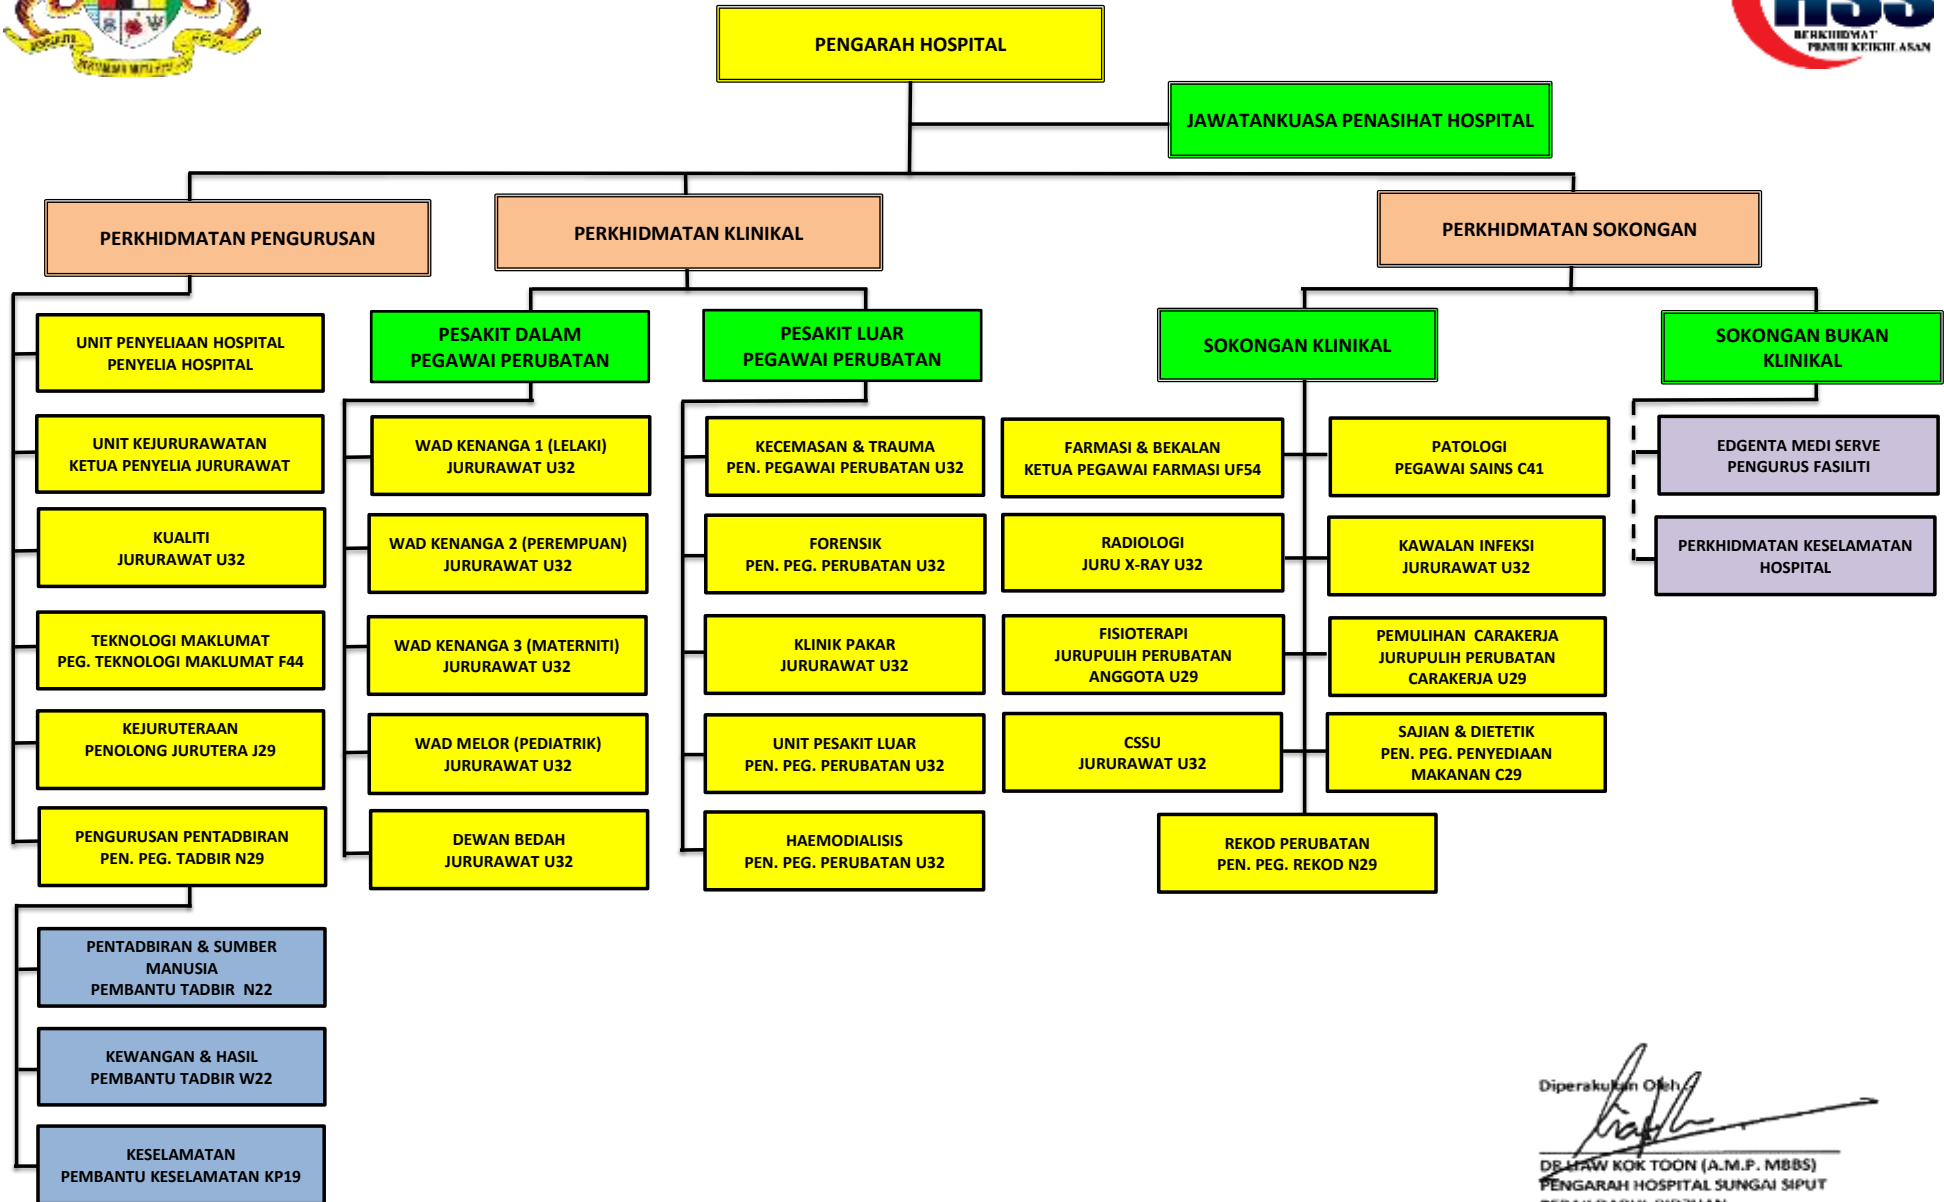 HSS
BERKHIDMAT
PENUH KEIKHLASAN
PENGARAH HOSPITAL
JAWATANKUASA PENASIHAT HOSPITAL
PERKHIDMATAN PENGURUSAN
PERKHIDMATAN KLINIKAL
PERKHIDMATAN SOKONGAN
UNIT PENYELIAAN HOSPITAL
PENYELIA HOSPITAL
UNIT KEJURURAWATAN
KETUA PENYELIA JURURAWAT
KUALITI
JURURAWAT U32
TEKNOLOGI MAKLUMAT
PEG. TEKNOLOGI MAKLUMAT F44
KEJURUTERAAN
PENOLONG JURUTERA J29
PENGURUSAN PENTADBIRAN
PEN. PEG. TADBIR N29
PENTADBIRAN & SUMBER
MANUSIA
PEMBANTU TADBIR N22
KEWANGAN & HASIL
PEMBANTU TADBIR W22
KESELAMATAN
PEMBANTU KESELAMATAN KP19
PESAKIT DALAM
PEGAWAI PERUBATAN
WAD KENANGA 1 (LELAKI)
JURURAWAT U32
WAD KENANGA 2 (PEREMPUAN)
JURURAWAT U32
WAD KENANGA 3 (MATERNITI)
JURURAWAT U32
WAD MELOR (PEDIATRIK)
JURURAWAT U32
DEWAN BEDAH
JURURAWAT U32
PESAKIT LUAR
PEGAWAI PERUBATAN
KECEMASAN & TRAUMA
PEN. PEGAWAI PERUBATAN U32
FORENSIK
PEN. PEG. PERUBATAN U32
KLINIK PAKAR
JURURAWAT U32
UNIT PESAKIT LUAR
PEN. PEG. PERUBATAN U32
HAEMODIALISIS
PEN. PEG. PERUBATAN U32
SOKONGAN KLINIKAL
FARMASI & BEKALAN
KETUA PEGAWAI FARMASI UF54
PATOLOGI
PEGAWAI SAINS C41
RADIOLOGI
JURU X-RAY U32
KAWALAN INFEKSI
JURURAWAT U32
FISIOTERAPI
JURUPULIH PERUBATAN
ANGGOTA U29
PEMULIHAN CARAKERJA
JURUPULIH PERUBATAN
CARAKERJA U29
CSSU
JURURAWAT U32
SAJIAN & DIETETIK
PEN. PEG. PENYEDIAAN
MAKANAN C29
REKOD PERUBATAN
PEN. PEG. REKOD N29
SOKONGAN BUKAN
KLINIKAL
EDGENTA MEDI SERVE
PENGURUS FASILITI
PERKHIDMATAN KESELAMATAN
HOSPITAL
Diperakukan Oleh
DR HAW KOK TOON (A.M.P. MBBS)
PENGARAH HOSPITAL SUNGAI SIPUT